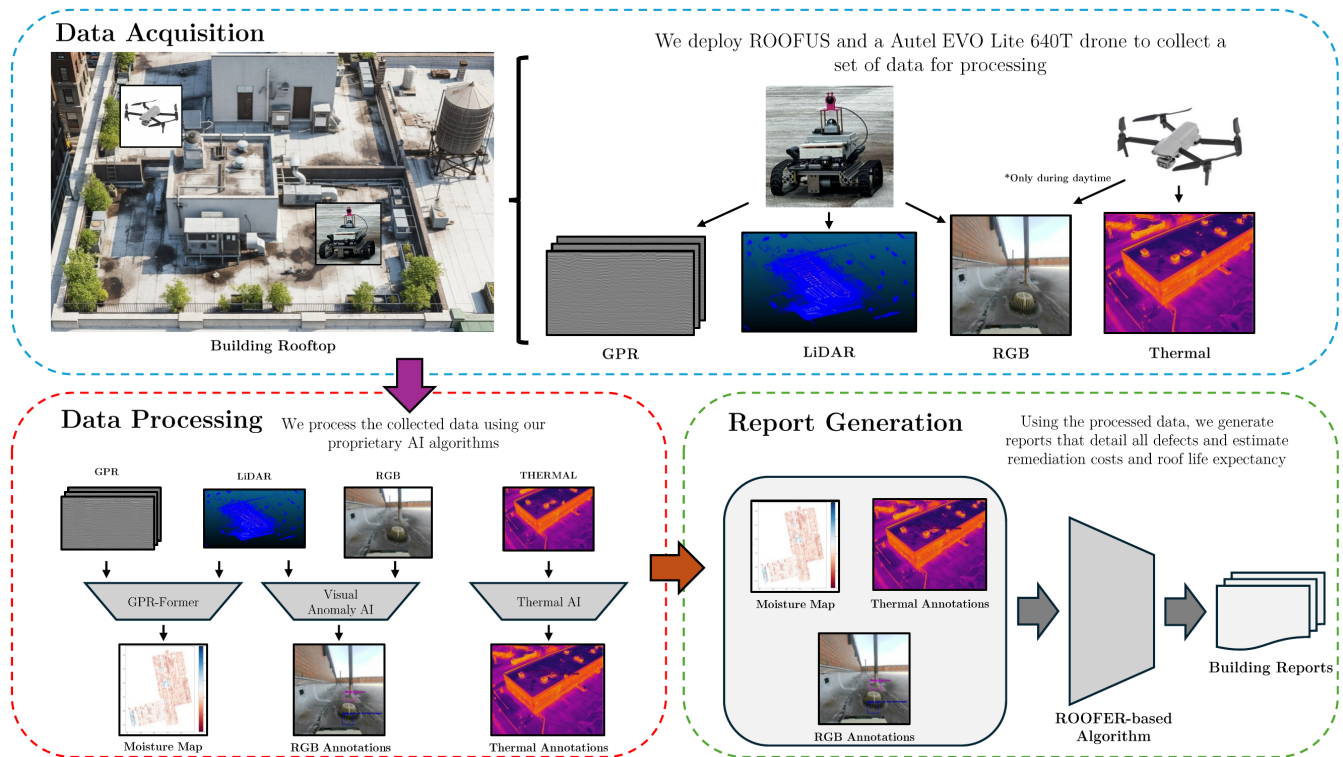 Data Acquisition
We deploy ROOFUS and a Autel EVO Lite 640T drone to collect a
set of data for processing
*Only during daytime
Building Rooftop
GPR
LiDAR
RGB
Thermal
Data Processing
We process the collected data using our
proprietary AI algorithms
GPR
LiDAR
RGB
THERMAL
GPR-Former
Visual
Anomaly AI
Thermal AI
Moisture Map
RGB Annotations
Thermal Annotations
Report Generation
Using the processed data, we generate
reports that detail all defects and estimate
remediation costs and roof life expectancy
Moisture Map
Thermal Annotations
RGB Annotations
ROOFER-based
Algorithm
Building Reports